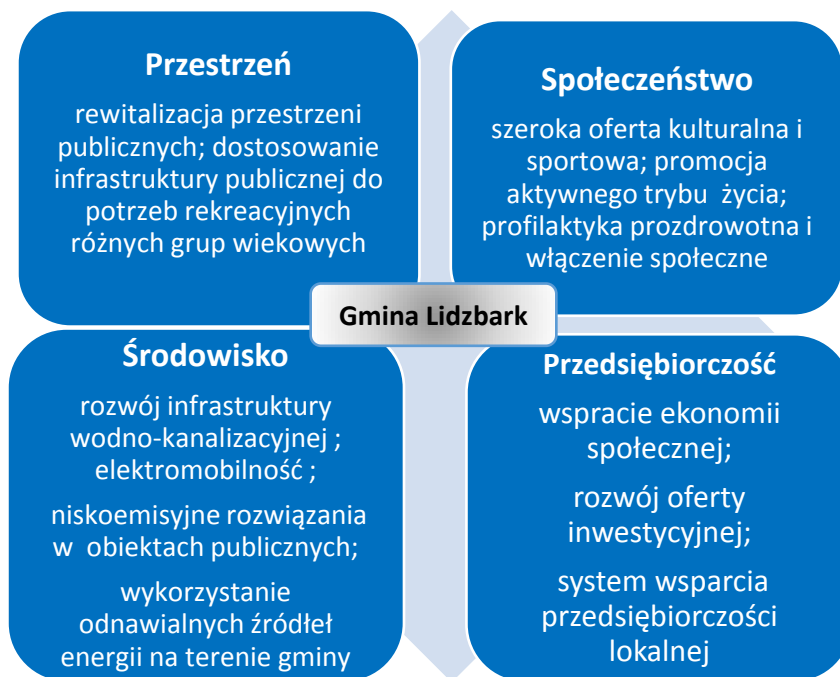 Przestrzeń
rewitalizacja przestrzeni
publicznych; dostosowanie
infrastruktury publicznej do
potrzeb rekreacyjnych
różnych grup wiekowych
Społeczeństwo
szeroka oferta kulturalna i
sportowa; promocja
aktywnego trybu życia;
profilaktyka prozdrowotna i
włączenie społeczne
Gmina Lidzbark
Środowisko
rozwój infrastruktury
wodno-kanalizacyjnej ;
elektromobilność ;
niskoemisyjne rozwiązania
w obiektach publicznych;
wykorzystanie
odnawialnych źródłeł
energii na terenie gminy
Przedsiębiorczość
wspracie ekonomii
społecznej;
rozwój oferty
inwestycyjnej;
system wsparcia
przedsiębiorczości
lokalnej